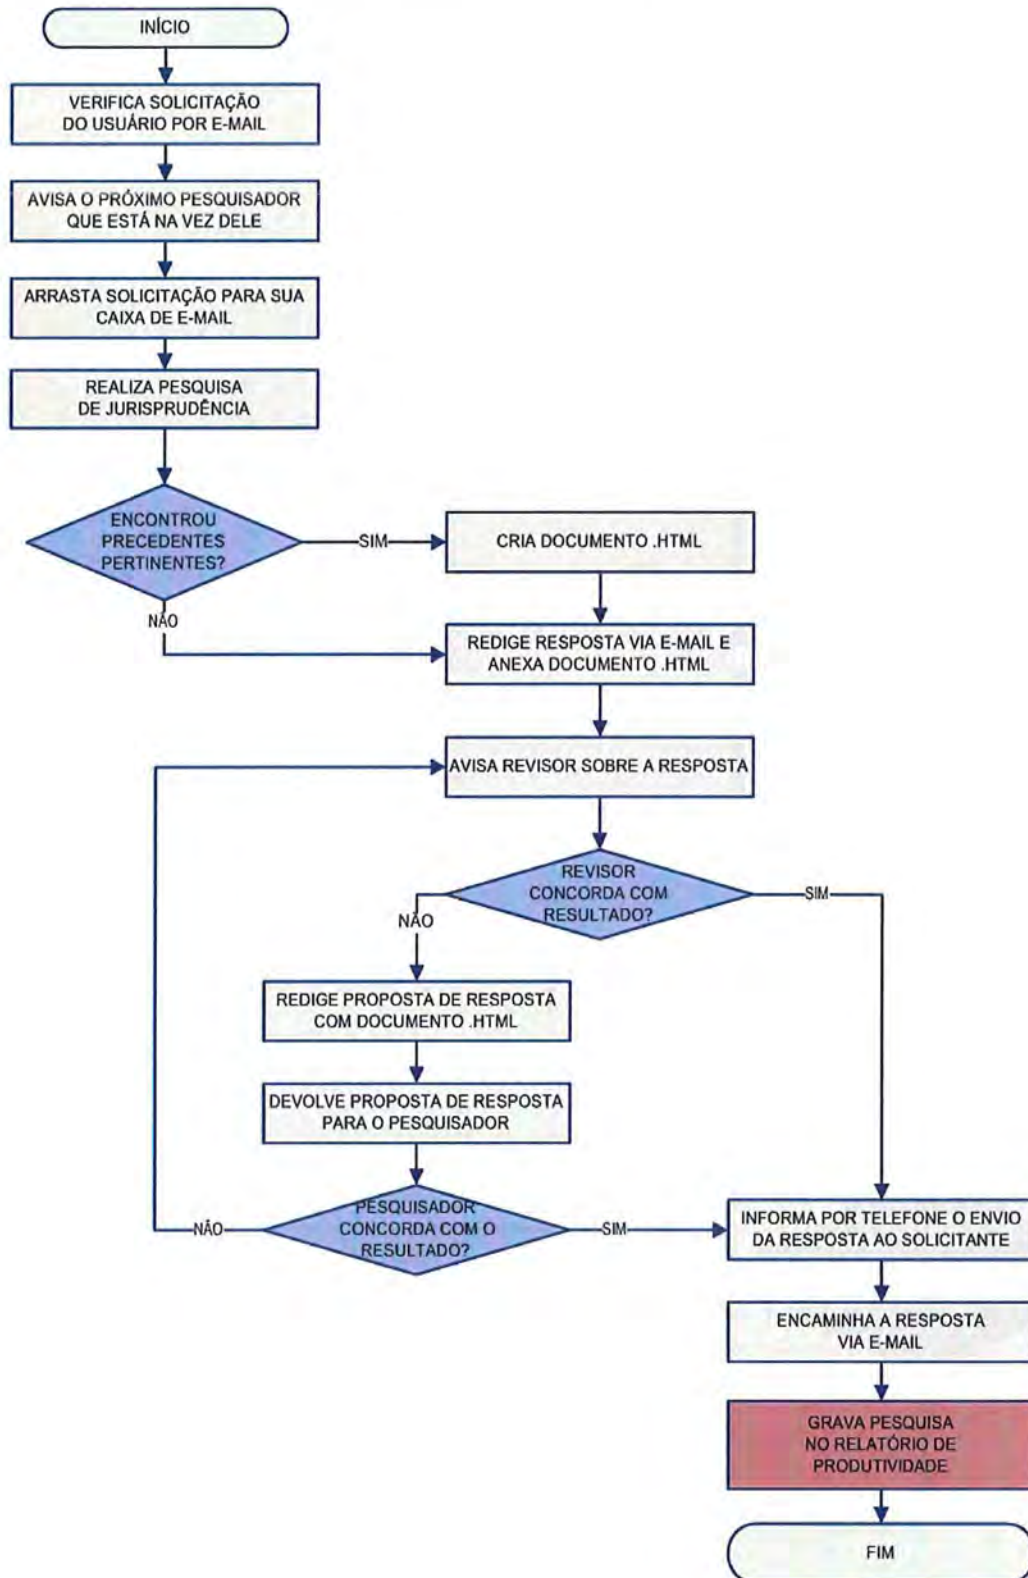 INÍCIO
VERIFICA SOLICITAÇÃO
DO USUÁRIO POR E-MAIL
AVISA O PRÓXIMO PESQUISADOR
QUE ESTÁ NA VEZ DELE
ARRASTA SOLICITAÇÃO PARA SUA
CAIXA DE E-MAIL
REALIZA PESQUISA
DE JURISPRUDÊNCIA
ENCONTROU
PRECEDENTES
PERTINENTES?
SIM
CRIA DOCUMENTO .HTML
NÃO
REDIGE RESPOSTA VIA E-MAIL E
ANEXA DOCUMENTO .HTML
AVISA REVISOR SOBRE A RESPOSTA
REVISOR
CONCORDA COM
RESULTADO?
SIM
NÃO
REDIGE PROPOSTA DE RESPOSTA
COM DOCUMENTO .HTML
DEVOLVE PROPOSTA DE RESPOSTA
PARA O PESQUISADOR
PESQUISADOR
CONCORDA COM O
RESULTADO?
NÃO
SIM
INFORMA POR TELEFONE O ENVIO
DA RESPOSTA AO SOLICITANTE
ENCAMINHA A RESPOSTA
VIA E-MAIL
GRAVA PESQUISA
NO RELATÓRIO DE
PRODUTIVIDADE
FIM